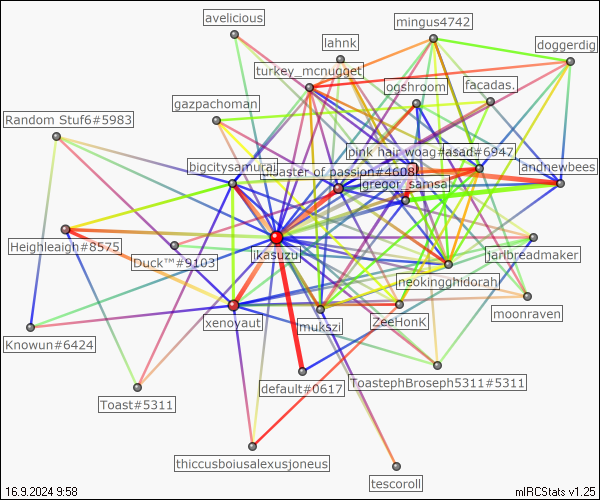 avelicious
mingus4742
lahnk
doggerdig
turkey_mcnugget
ogshroom
facadas.
gazpachoman
Random Stuf6#5983
pink hair woag
#6947
bigcitysamurai
master of passion#4608
gregor_samsa
andnewbees
Heighleaigh#8575
Duck™#9103
ikasuzu
jarlbreadmaker
neokingghidorah
xenoyaut
mukszi
ZeeHonK
moonraven
Knowun#6424
default#0617
ToastephBroseph5311#5311
Toast#5311
thiccusboiusalexusjoneus
tescoroll
16.9.2024 9:58
mIRCStats v1.25